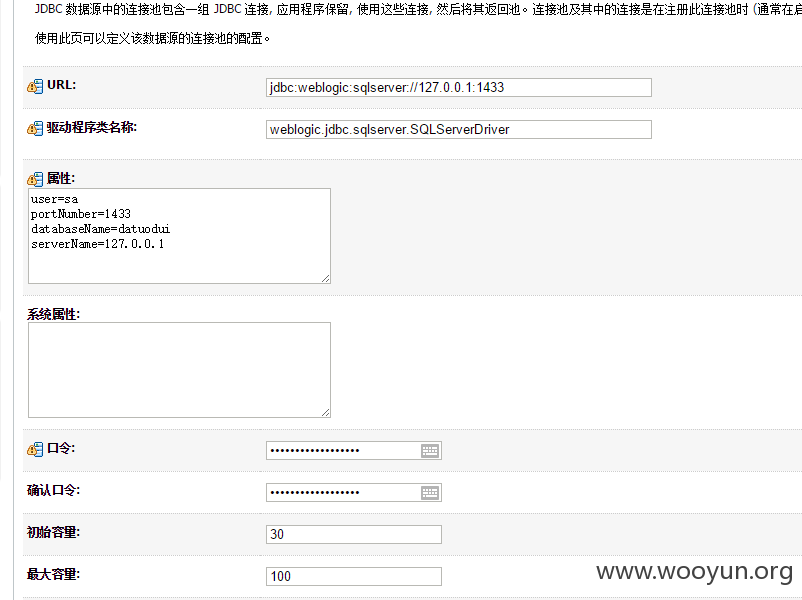 JDBC 数据源中的连接池包含一组 JDBC 连接, 应用程序保留, 使用这些连接, 然后将其返回池。连接池及其中的连接是在注册此连接池时 (通常在启
使用此页可以定义该数据源的连接池的配置。
URL: jdbc:weblogic:sqlserver://127.0.0.1:1433
驱动程序类名称: weblogic.jdbc.sqlserver.SQLServerDriver
属性:
user=sa
portNumber=1433
databaseName=datuodui
serverName=127.0.0.1
系统属性:
口令: ••••••••••••••••••
确认口令: ••••••••••••••••••
初始容量: 30
最大容量: 100
www.wooyun.org